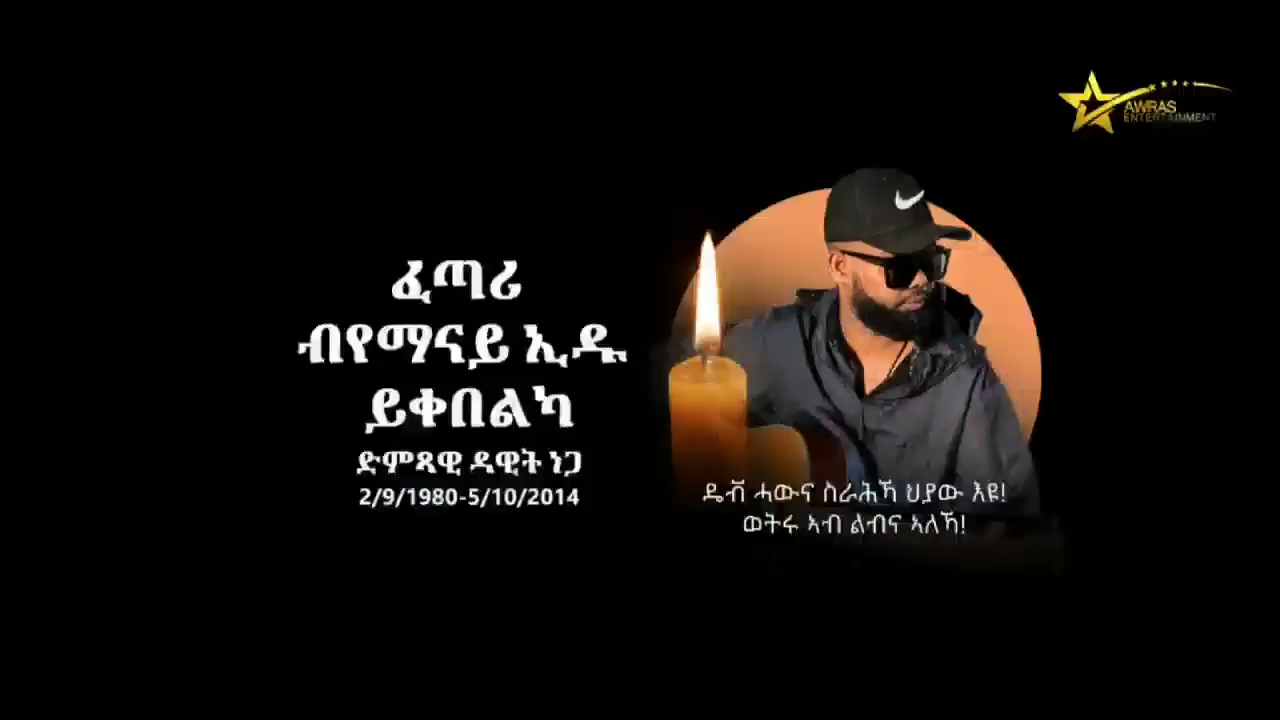 AWRAS
ENTERTAINMENT
ፈጣሪ
ብየማናይ ኢዱ
ይቀበልካ
ድምጻዊ ዳዊት ነጋ
2/9/1980-5/10/2014
ዴቭ ሓውና ስራሕኻ ህያው እዩ!
ወትሩ ኣብ ልብና ኣለኻ!